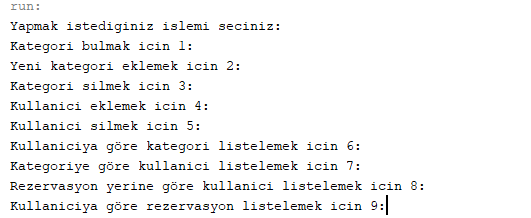 run:
Yapmak istediginiz islemi seciniz:
Kategori bulmak icin 1:
Yeni kategori eklemek icin 2:
Kategori silmek icin 3:
Kullanici eklemek icin 4:
Kullanici silmek icin 5:
Kullaniciya göre kategori listelemek icin 6:
Kategoriye göre kullanici listelemek icin 7:
Rezervasyon yerine göre kullanici listelemek icin 8:
Kullaniciya göre rezervasyon listelemek icin 9: